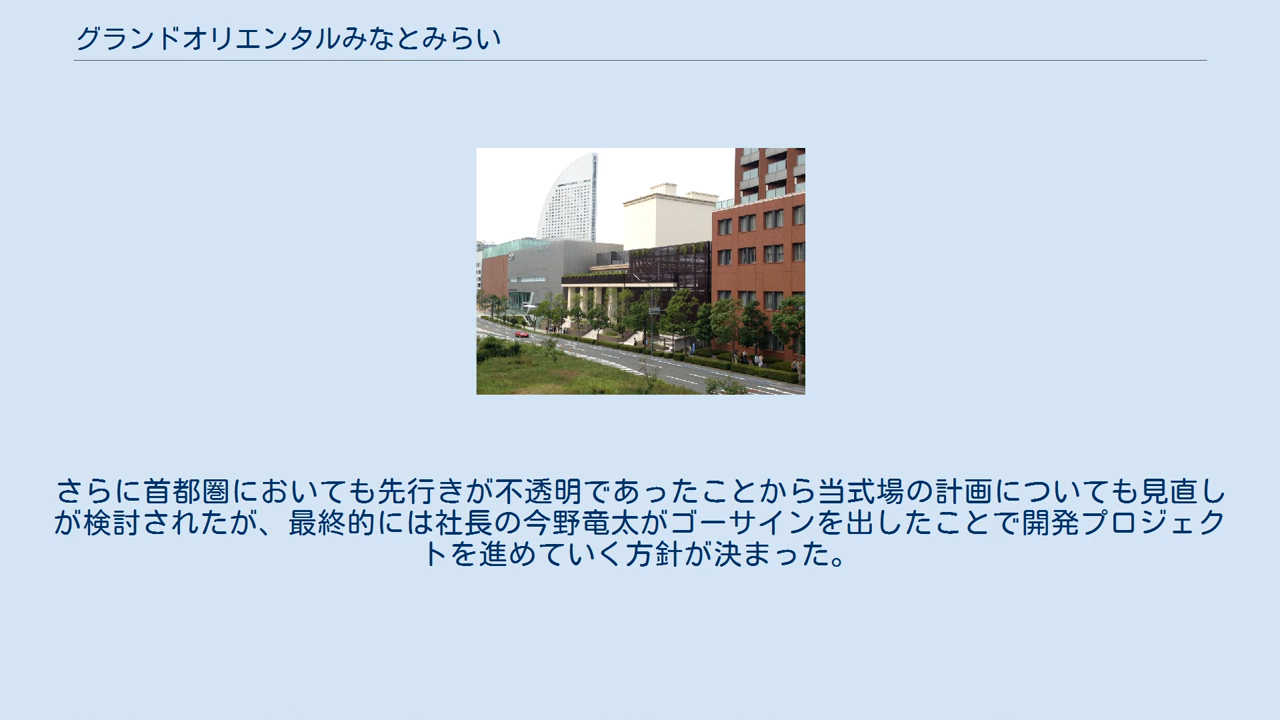 グランドオリエンタルみなとみらい
さらに首都圏においても先行きが不透明であったことから当式場の計画についても見直し
が検討されたが、最終的には社長の今野竜太がゴーサインを出したことで開発プロジェク
トを進めていく方針が決まった。